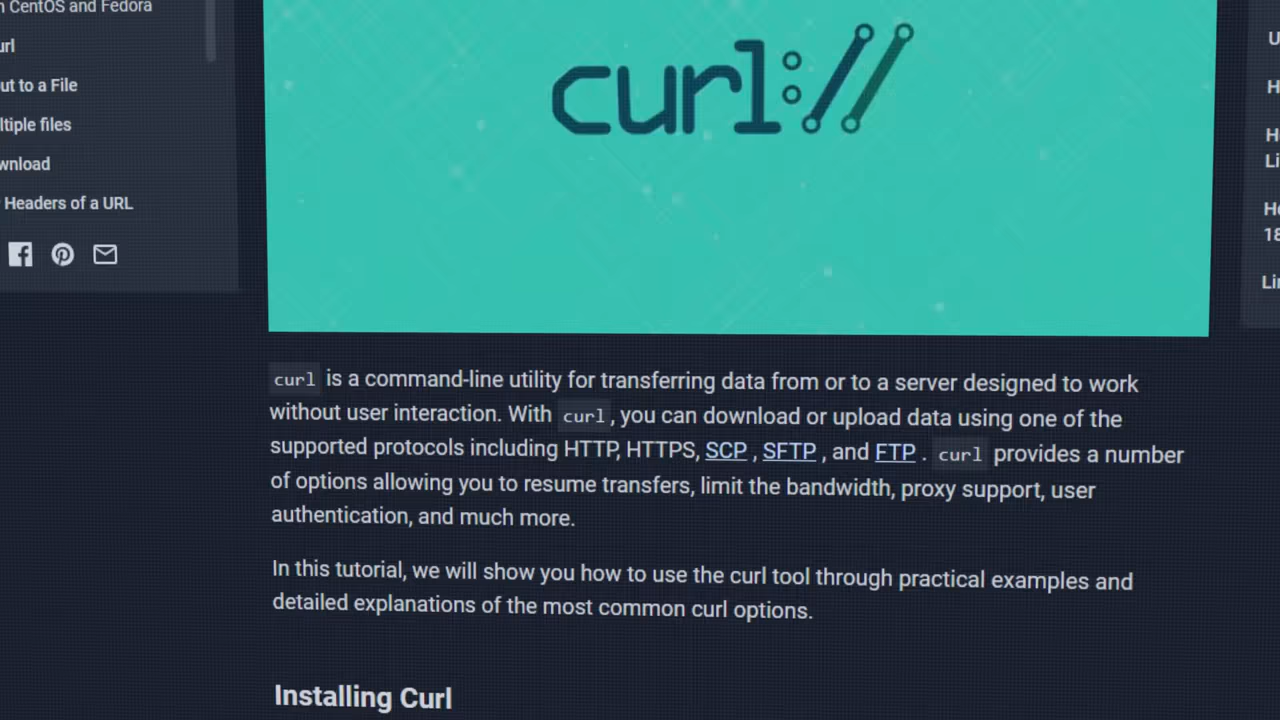 CentOS and Fedora
url
ut to a File
ltiple files
wnload
Headers of a URL
curl://
curl is a command-line utility for transferring data from or to a server designed to work
without user interaction. With curl, you can download or upload data using one of the
supported protocols including HTTP, HTTPS, SCP , SFTP , and FTP . curl provides a number
of options allowing you to resume transfers, limit the bandwidth, proxy support, user
authentication, and much more.
In this tutorial, we will show you how to use the curl tool through practical examples and
detailed explanations of the most common curl options.
Installing Curl
U
H
H
Li
H
18
Li